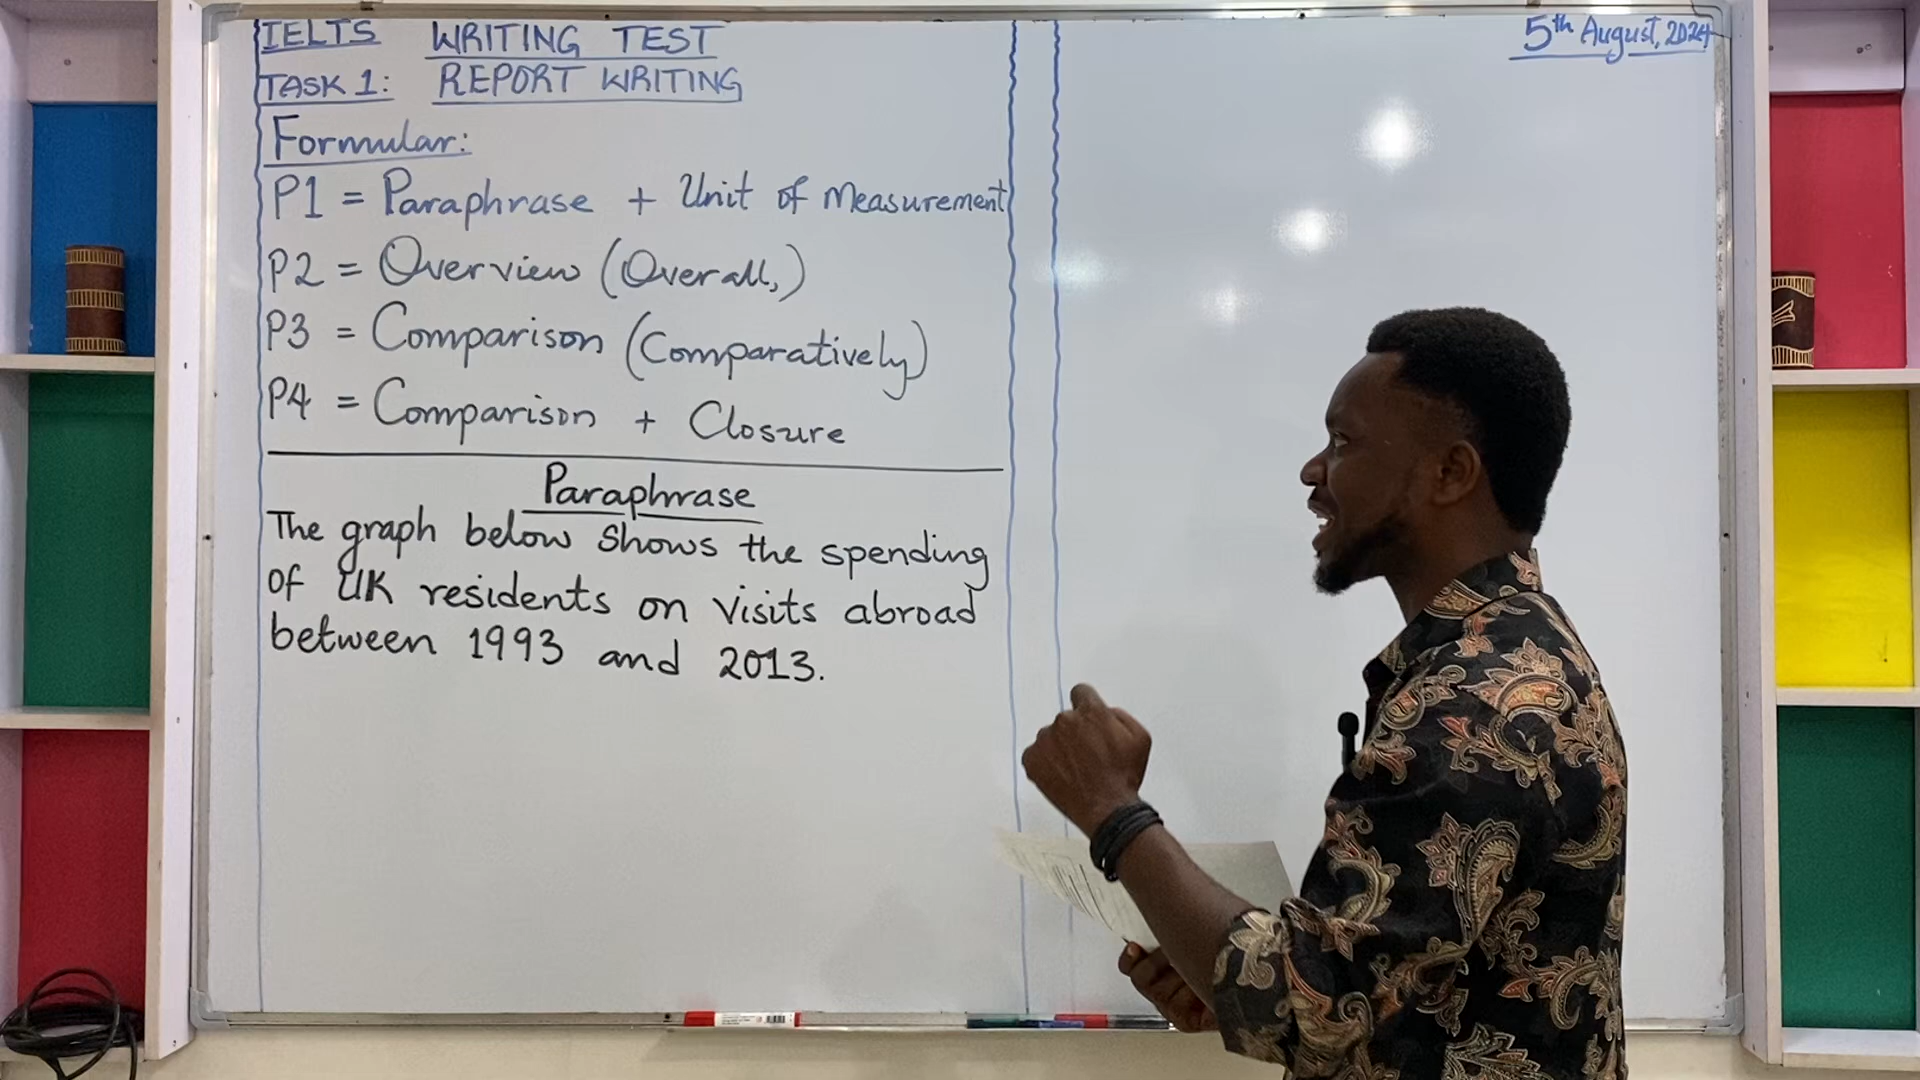 IELTS WRITING TEST
TASK 1: REPORT WRITING
5th August, 2024
Formular:
P1 = Paraphrase + Unit of Measurement
P2 = Overview (Overall,)
P3 = Comparison (Comparatively)
P4 = Comparison + Closure
Paraphrase
The graph below shows the spending
of UK residents on visits abroad
between 1993 and 2013.